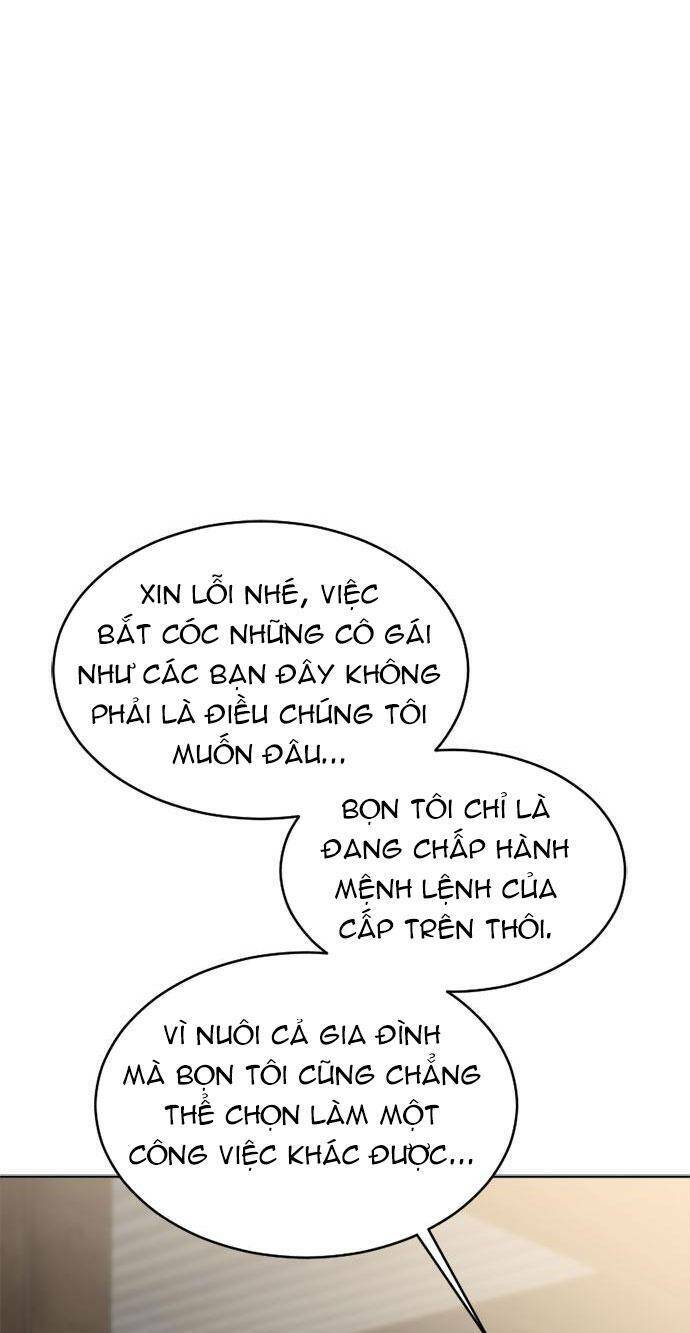 XIN LỖI NHÉ, VIỆC
BẮT CÓC NHỮNG CÔ GÁI
NHƯ CÁC BẠN ĐÂY KHÔNG
PHẢI LÀ ĐIỀU CHÚNG TÔI
MUỐN ĐÂU...
BỌN TÔI CHỈ LÀ
ĐANG CHẤP HÀNH
MỆNH LỆNH CỦA
CẤP TRÊN THÔI.
VÌ NUÔI CẢ GIA ĐÌNH
MÀ BỌN TÔI CŨNG CHẲNG
THỂ CHỌN LÀM MỘT
CÔNG VIỆC KHÁC ĐƯỢC...